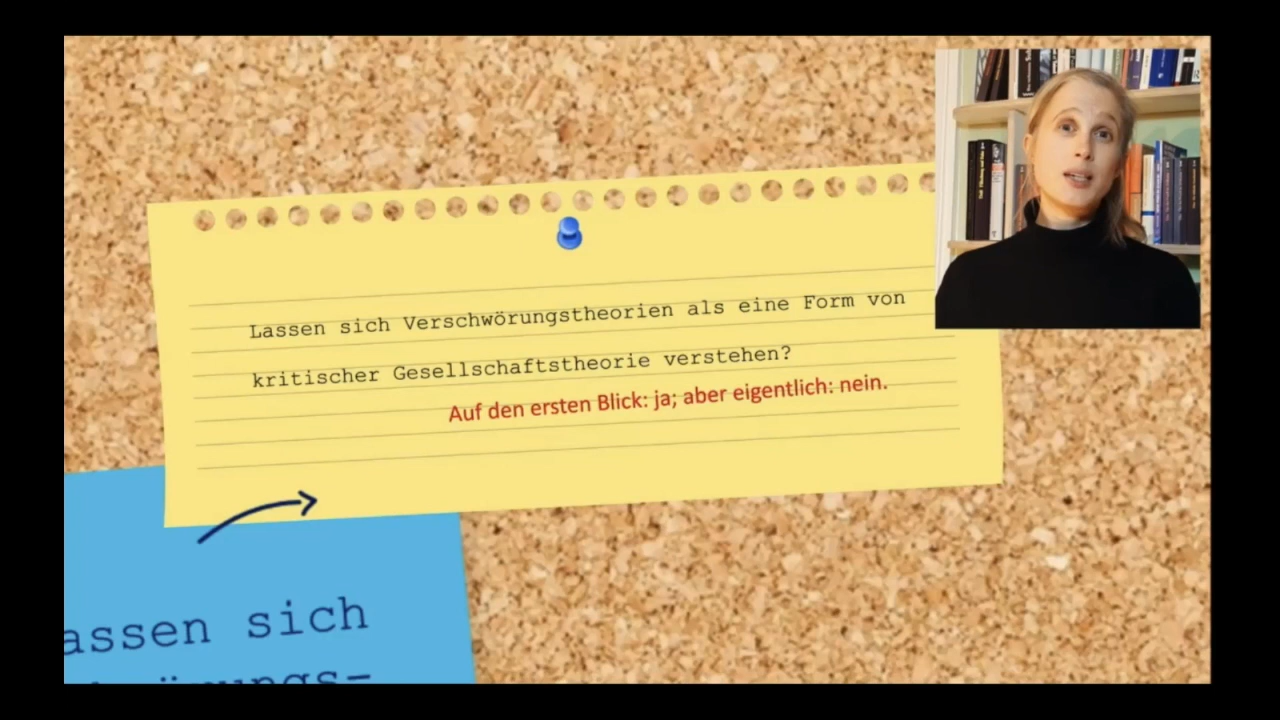 Lassen sich Verschwörungstheorien als eine Form von
kritischer Gesellschaftstheorie verstehen?
Auf den ersten Blick: ja; aber eigentlich: nein.
assen sich